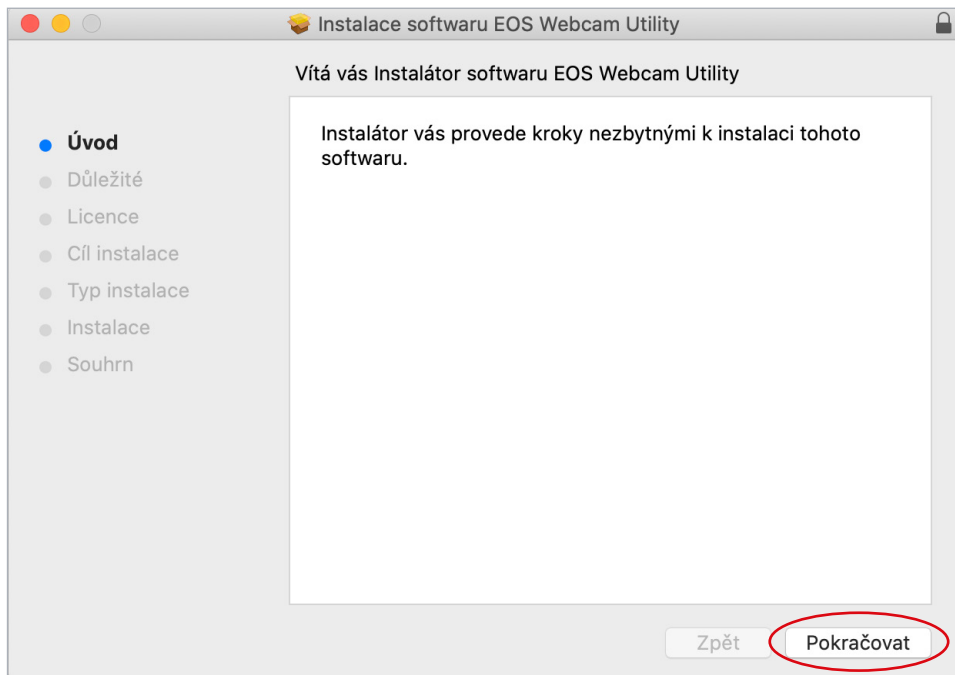 Instalace softwaru EOS Webcam Utility
Vítá vás Instalátor softwaru EOS Webcam Utility
Úvod
Důležité
Licence
Cíl instalace
Typ instalace
Instalace
Souhrn
Instalátor vás provede kroky nezbytnými k instalaci tohoto
softwaru.
Zpět
Pokračovat